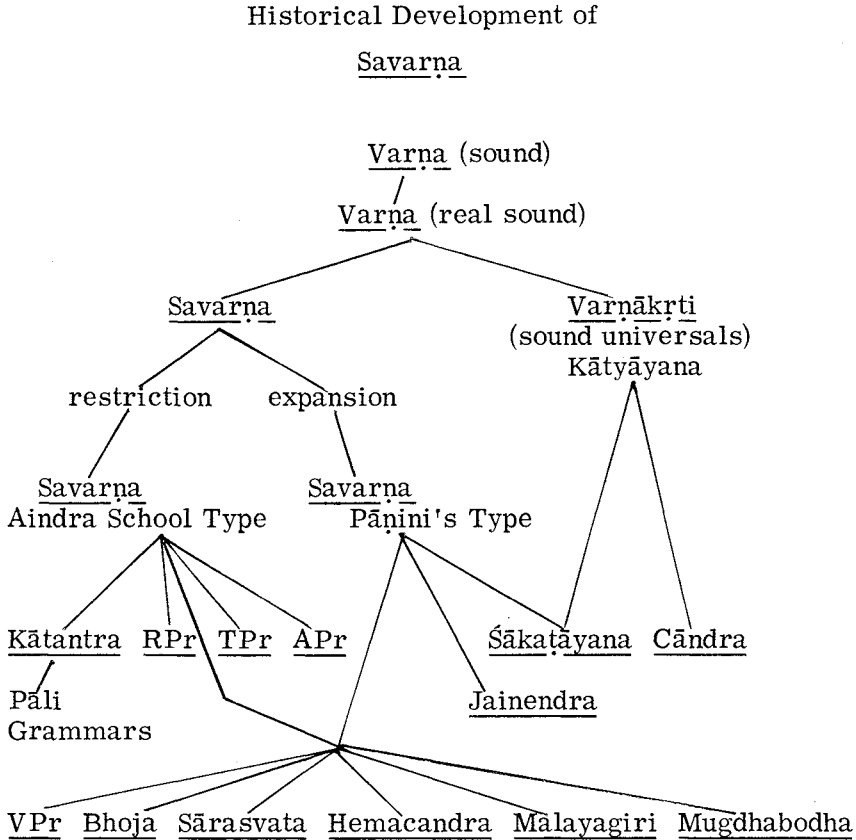 Historical Development of
Savarṇa
Varṇa (sound)
Varṇa (real sound)
Savarṇa
Varṇākṛti
(sound universals)
Kātyāyana
restriction expansion
Savarṇa
Aindra School Type
Savarṇa
Pāṇini's Type
Kātantra RPr TPr APr Śākaṭāyana Cāndra
Pāli
Grammars
Jainendra
VPr Bhoja Sārasvata Hemacandra Malayagiri Mugdhabodha